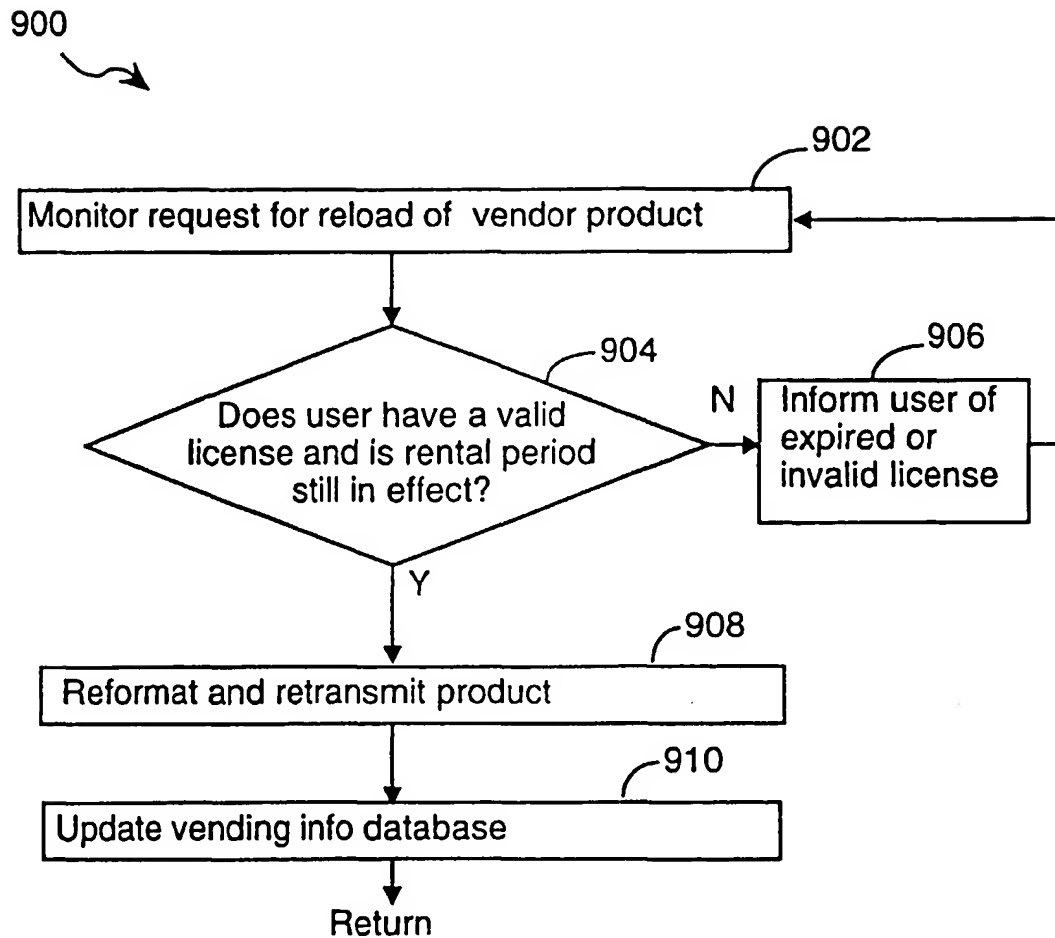 900
902
Monitor request for reload of vendor product
904
906
Does user have a valid
license and is rental period
still in effect?
N
Inform user of
expired or
invalid license
Y
908
Reformat and retransmit product
910
Update vending info database
Return